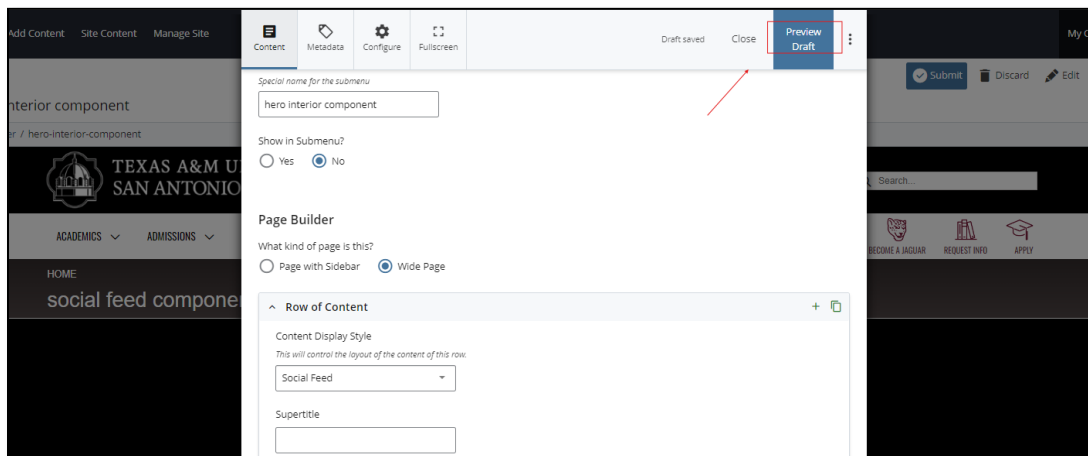 Add Content Site Content Manage Site
Content Metadata Configure Fullscreen
Draft saved Close Preview Draft
My
Submit Discard Edit
interior component
/ hero-interior-component
TEXAS A&M
SAN ANTONIO
Search...
ACADEMICS ADMISSIONS
BECOME A JAGUAR REQUEST INFO APPLY
HOME
social feed
Special name for the submenu
hero interior component
Show in Submenu?
Yes No
Page Builder
What kind of page is this?
Page with Sidebar Wide Page
Row of Content
Content Display Style
This will control the layout of the content of this row.
Social Feed
Supertitle